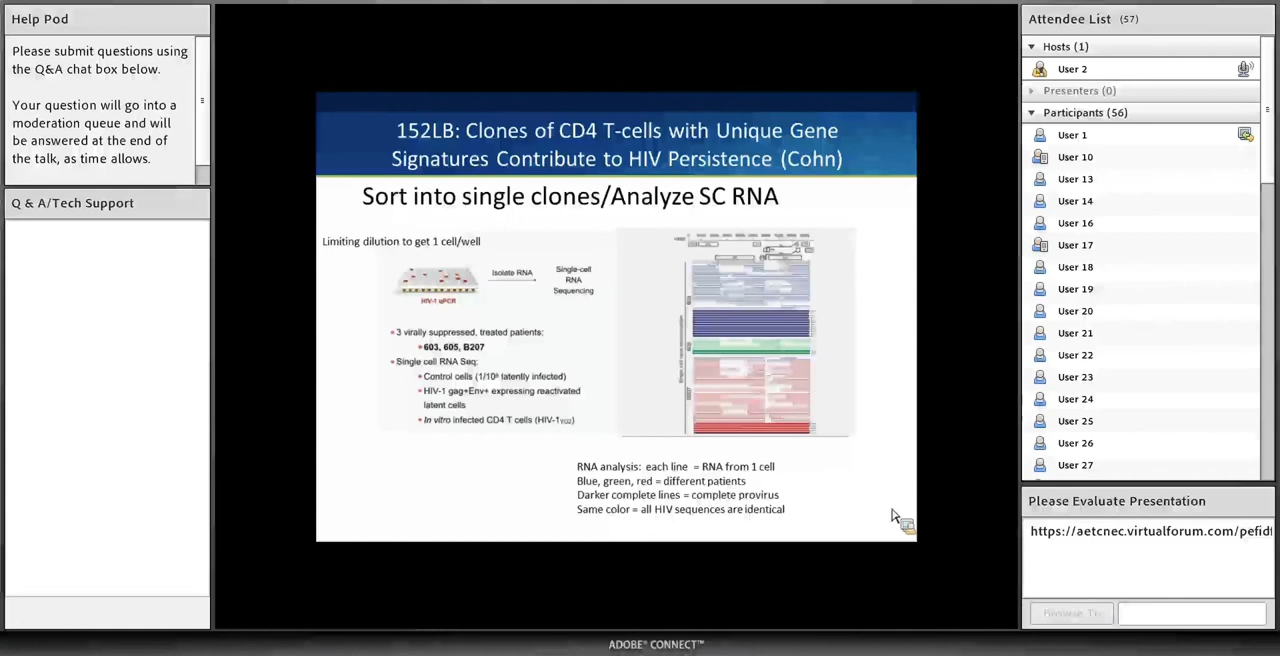 Help Pod
Please submit questions using
the Q&A chat box below.
Your question will go into a
moderation queue and will
be answered at the end of
the talk, as time allows.
Q & A/Tech Support
152LB: Clones of CD4 T-cells with Unique Gene
Signatures Contribute to HIV Persistence (Cohn)
Sort into single clones/Analyze SC RNA
Limiting dilution to get 1 cell/well
Isolate RNA
Single-cell
RNA
Sequencing
HIV-1 qPCR
• 3 virally suppressed, treated patients:
• 603, 605, B207
• Single cell RNA Seq:
• Control cells (1/10⁶ latently infected)
• HIV-1 gag+Env+ expressing reactivated
latent cells
• In vitro infected CD4 T cells (HIV-1YU2)
RNA analysis: each line = RNA from 1 cell
Blue, green, red = different patients
Darker complete lines = complete provirus
Same color = all HIV sequences are identical
Attendee List (57)
Hosts (1)
User 2
Presenters (0)
Participants (56)
User 1
User 10
User 13
User 14
User 16
User 17
User 18
User 19
User 20
User 21
User 22
User 23
User 24
User 25
User 26
User 27
Please Evaluate Presentation
https://aetcnec.virtualforum.com/pefidt
Browse To
ADOBE® CONNECT™